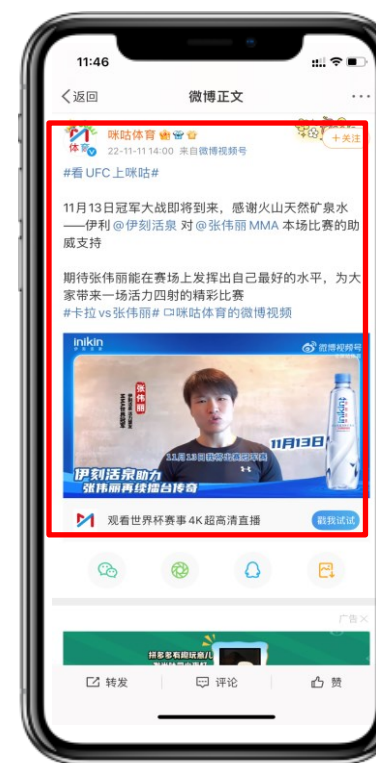 11:46
返回
微博正文
咪咕体育
体育
+关注
22-11-11 14:00 来自微博视频号
#看UFC上咪咕#
11月13日冠军大战即将到来，感谢火山天然矿泉水
——伊利@伊刻活泉 对@张伟丽MMA 本场比赛的助
威支持
期待张伟丽能在赛场上发挥出自己最好的水平，为大
家带来一场活力四射的精彩比赛
#卡拉vs张伟丽# 咪咕体育的微博视频
inikin
微博视频号
张伟丽
11月13日
伊刻活泉助力
张伟丽再续擂台传奇
观看世界杯赛事4K超高清直播
戳我试试
广告
转发
评论
赞